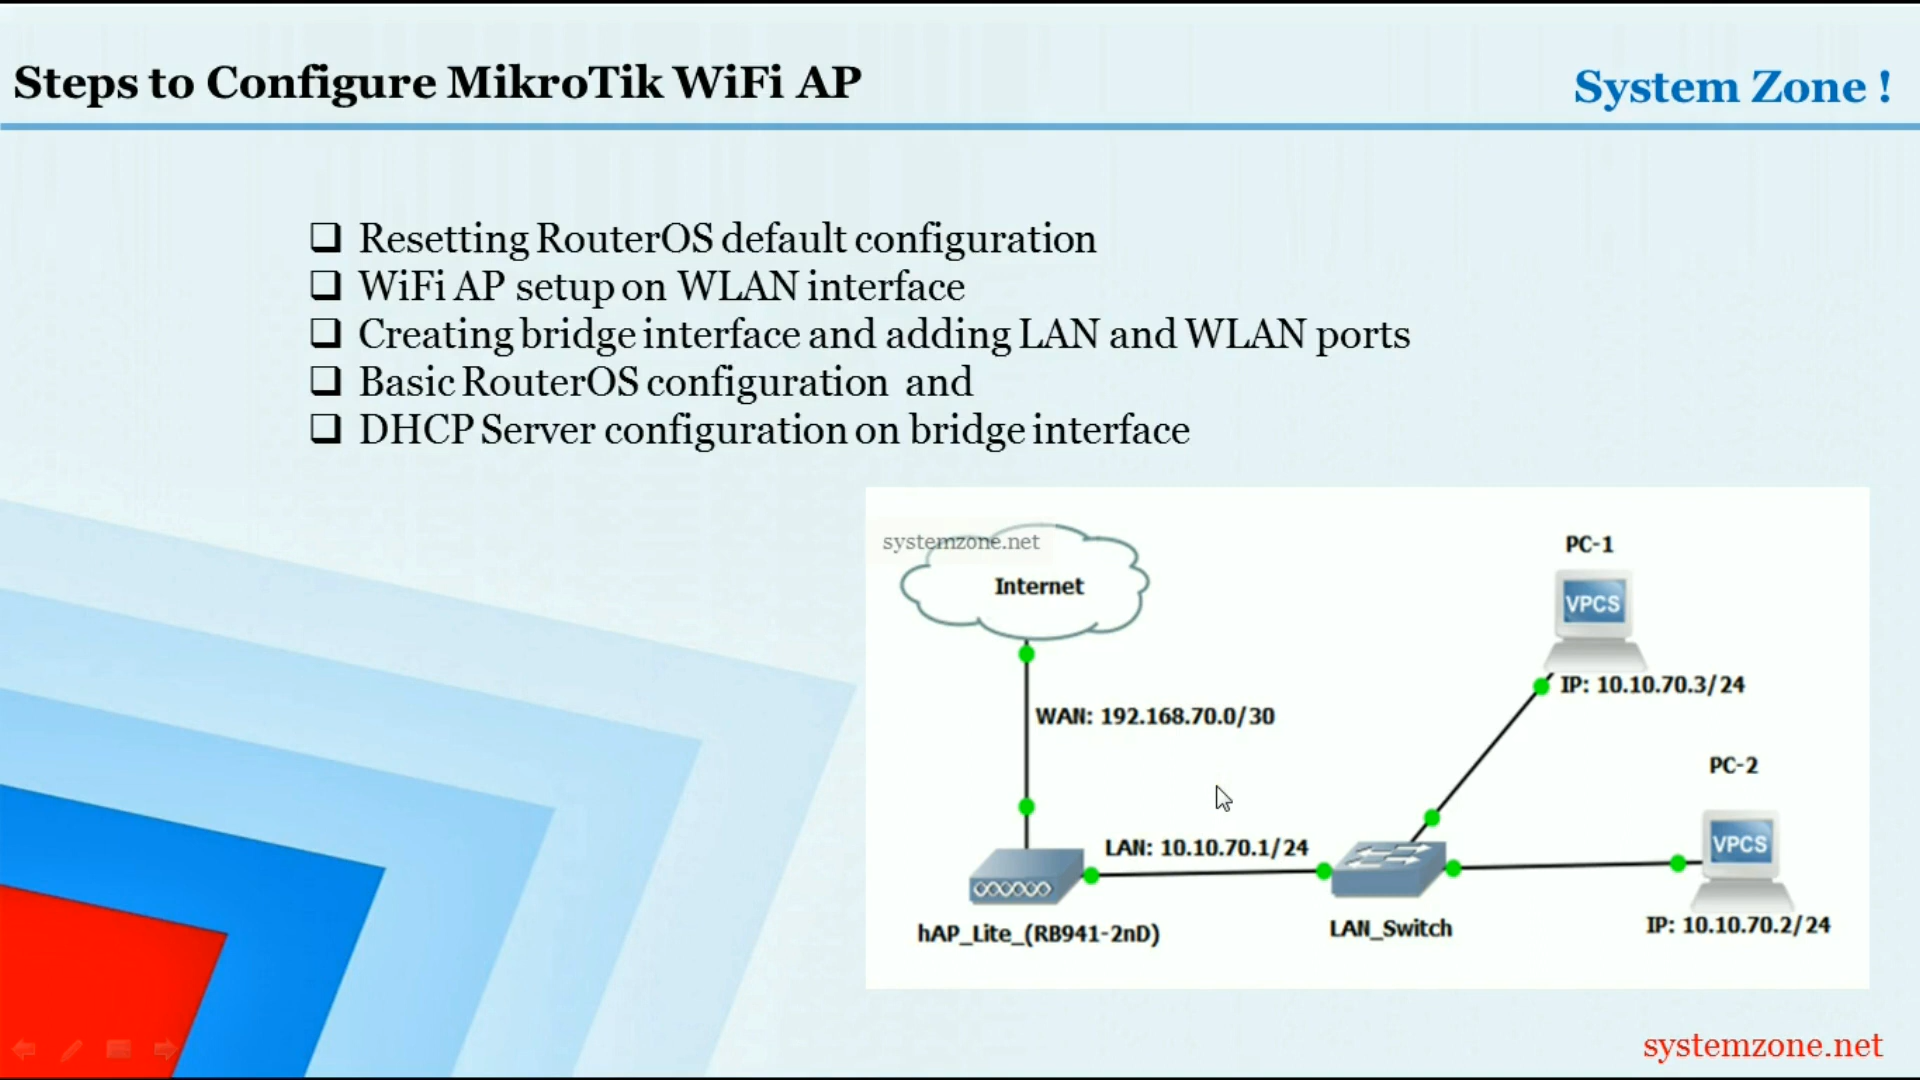 Steps to Configure MikroTik WiFi AP
System Zone !
❑ Resetting RouterOS default configuration
❑ WiFi AP setup on WLAN interface
❑ Creating bridge interface and adding LAN and WLAN ports
❑ Basic RouterOS configuration and
❑ DHCP Server configuration on bridge interface
systemzone.net
Internet
PC-1
VPCS
IP: 10.10.70.3/24
WAN: 192.168.70.0/30
PC-2
VPCS
LAN: 10.10.70.1/24
IP: 10.10.70.2/24
LAN_Switch
hAP_Lite_(RB941-2nD)
systemzone.net